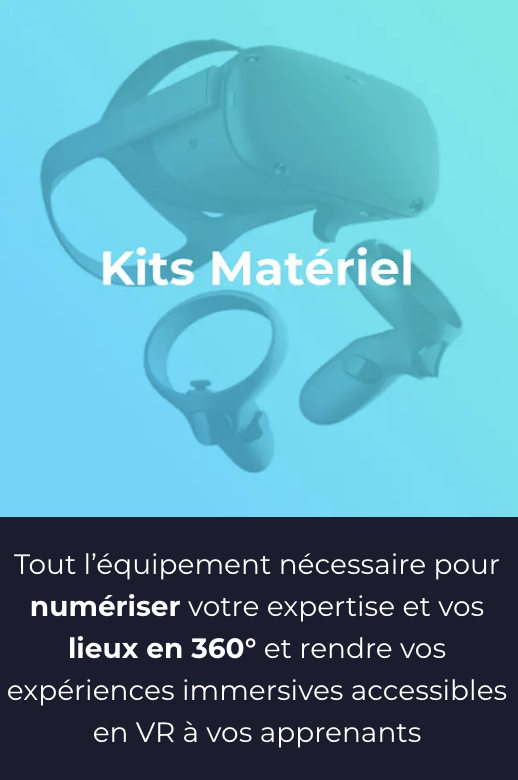 Kits Matériel
Tout l’équipement nécessaire pour
numériser votre expertise et vos
lieux en 360° et rendre vos
expériences immersives accessibles
en VR à vos apprenants